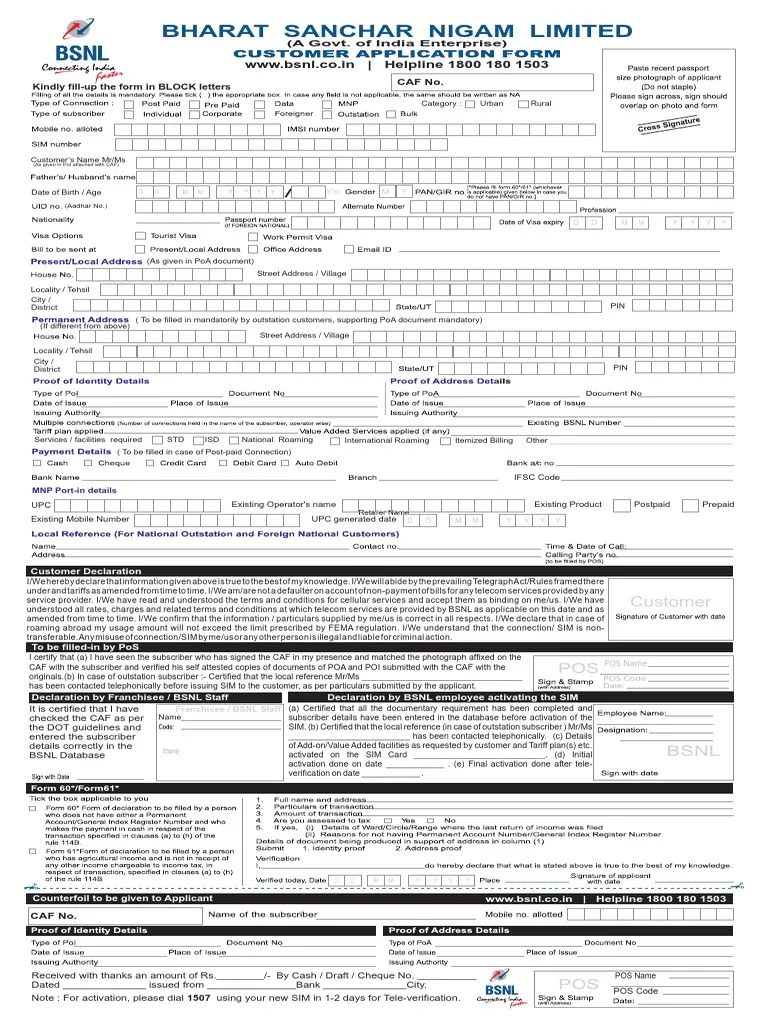 BHARAT SANCHAR NIGAM LIMITED
(A Govt. of India Enterprise)
CUSTOMER APPLICATION FORM
www.bsnl.co.in | Helpline 1800 180 1503
BSNL
Connecting India
Faster
Paste recent passport
size photograph of applicant
(Do not staple)
Please sign across, sign should
overlap on photo and form
Cross Signature
CAF No.
Kindly fill-up the form in BLOCK letters
Filling of all the details is mandatory Please tick ( ) the appropriate box. In case any field is not applicable, the same should be written as NA
Type of Connection : Post Paid Pre Paid Data MNP Category : Urban Rural
Type of subscriber Individual Corporate Foreigner Outstation Bulk
Mobile no. alloted IMSI number
SIM number
Customer's Name Mr/Ms
(As given in PoI attached with CAF)
Father's/ Husband's name
Date of Birth / Age D D M M Y Y Y Y / Yrs Gender M F PAN/GIR no. [*Please fill form 60*/61* (whichever
is applicable) given below in case you
do not have PAN/GIR no.]
UID no. (Aadhar No.) Alternate Number Profession
Nationality Passport number Date of Visa expiry D D M M Y Y Y Y
(if FOREIGN NATIONAL)
Visa Options Tourist Visa Work Permit Visa
Bill to be sent at Present/Local Address Office Address Email ID
Present/Local Address (As given in PoA document)
House No. Street Address / Village
Locality / Tehsil
City /
District State/UT PIN
Permanent Address ( To be filled in mandatorily by outstation customers, supporting PoA document mandatory)
(If different from above)
House No. Street Address / Village
Locality / Tehsil
City /
District State/UT PIN
Proof of Identity Details Proof of Address Details
Type of PoI Document No Type of PoA Document No
Date of Issue Place of Issue Date of Issue Place of Issue
Issuing Authority Issuing Authority
Multiple connections (Number of connections held in the name of the subscriber, operator wise) Existing BSNL Number
Tariff plan applied Value Added Services applied (if any)
Services / facilities required STD ISD National Roaming International Roaming Itemized Billing Other
Payment Details ( To be filled in case of Post-paid Connection)
Cash Cheque Credit Card Debit Card Auto Debit Bank a/c no
Bank Name Branch IFSC Code
MNP Port-in details
UPC Existing Operator's name Existing Product Postpaid Prepaid
Retailer Name
Existing Mobile Number UPC generated date D D M M Y Y Y Y
Local Reference (For National Outstation and Foreign National Customers)
Name Contact no. Time & Date of Call:
Address Calling Party's no.
(to be filled by POS)
Customer Declaration
I/We hereby declare that information given above is true to the best of my knowledge. I/We will abide by the prevailing Telegraph Act/Rules framed there
under and tariffs as amended from time to time. I/We am/are not a defaulter on account of non-payment of bills for any telecom services provided by any
service provider. I/We have read and understood the terms and conditions for cellular services and accept them as binding on me/us. I/We have
understood all rates, charges and related terms and conditions at which telecom services are provided by BSNL as applicable on this date and as
amended from time to time. I/We confirm that the information / particulars supplied by me/us is correct in all respects. I/We declare that in case of
roaming abroad my usage amount will not exceed the limit prescribed by FEMA regulation. I/We understand that the connection/ SIM is non-
transferable. Any misuse of connection/SIM by me/us or any other person is illegal and liable for criminal action.
Customer
Signature of Customer with date
To be filled-in by PoS
I certify that (a) I have seen the subscriber who has signed the CAF in my presence and matched the photograph affixed on the
CAF with the subscriber and verified his self attested copies of documents of POA and POI submitted with the CAF with the
originals.(b) In case of outstation subscriber :- Certified that the local reference Mr/Ms
has been contacted telephonically before issuing SIM to the customer, as per particulars submitted by the applicant.
POS
Sign & Stamp
(with Address)
POS Name
POS Code
Date:
Declaration by Franchisee / BSNL Staff
It is certified that I have
checked the CAF as per
the DOT guidelines and
entered the subscriber
details correctly in the
BSNL Database
Sign with Date
Franchisee / BSNL Staff
Name
Code:
Stamp
Declaration by BSNL employee activating the SIM
(a) Certified that all the documentary requirement has been completed and
subscriber details have been entered in the database before activation of the
SIM. (b) Certified that the local reference (in case of outstation subscriber ) Mr/Ms
has been contacted telephonically. (c) Details
of Add-on/Value Added facilities as requested by customer and Tariff plan(s) etc.
activated on the SIM Card . (d) Initial
activation done on date . (e) Final activation done after tele-
verification on date .
Employee Name:
Designation:
BSNL
Sign with date
Form 60*/Form61*
Tick the box applicable to you
Form 60* Form of declaration to be filled by a person
who does not have either a Permanent
Account/General Index Register Number and who
makes the payment in cash in respect of the
transaction specified in clauses (a) to (h) of the
rule 114B.
Form 61*Form of declaration to be filled by a person
who has agricultural income and is not in receipt of
any other income chargeable to income tax, in
respect of transaction, specified in clauses (a) to (h)
of the rule 114B
1. Full name and address
2. Particulars of transaction
3. Amount of transaction
4. Are you assessed to tax Yes No
5. If yes, (i) Details of Ward/Circle/Range where the last return of income was filed
(ii) Reasons for not having Permanent Account Number/General Index Register Number
Details of document being produced in support of address in column (1)
Submit 1. Identity proof 2. Address proof
Verification
I, do hereby declare that what is stated above is true to the best of my knowledge.
Verified today, Date D D M M Y Y Y Y Place Signature of applicant
with date
Counterfoil to be given to Applicant www.bsnl.co.in | Helpline 1800 180 1503
CAF No. Name of the subscriber Mobile no. allotted
Proof of Identity Details Proof of Address Details
Type of PoI Document No Type of PoA Document No
Date of Issue Place of Issue Date of Issue Place of Issue
Issuing Authority Issuing Authority
Received with thanks an amount of Rs. /- By Cash / Draft / Cheque No.
Dated issued from Bank City.
Note : For activation, please dial 1507 using your new SIM in 1-2 days for Tele-verification.
BSNL
Connecting India
Faster
POS
Sign & Stamp
(with Address)
POS Name
POS Code
Date: